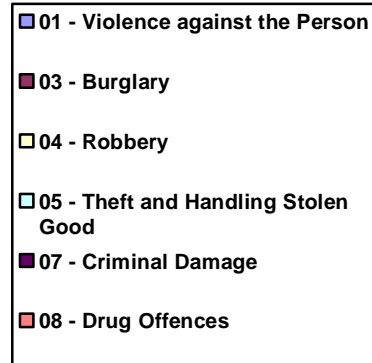 01 - Violence against the Person
03 - Burglary
04 - Robbery
05 - Theft and Handling Stolen
Good
07 - Criminal Damage
08 - Drug Offences